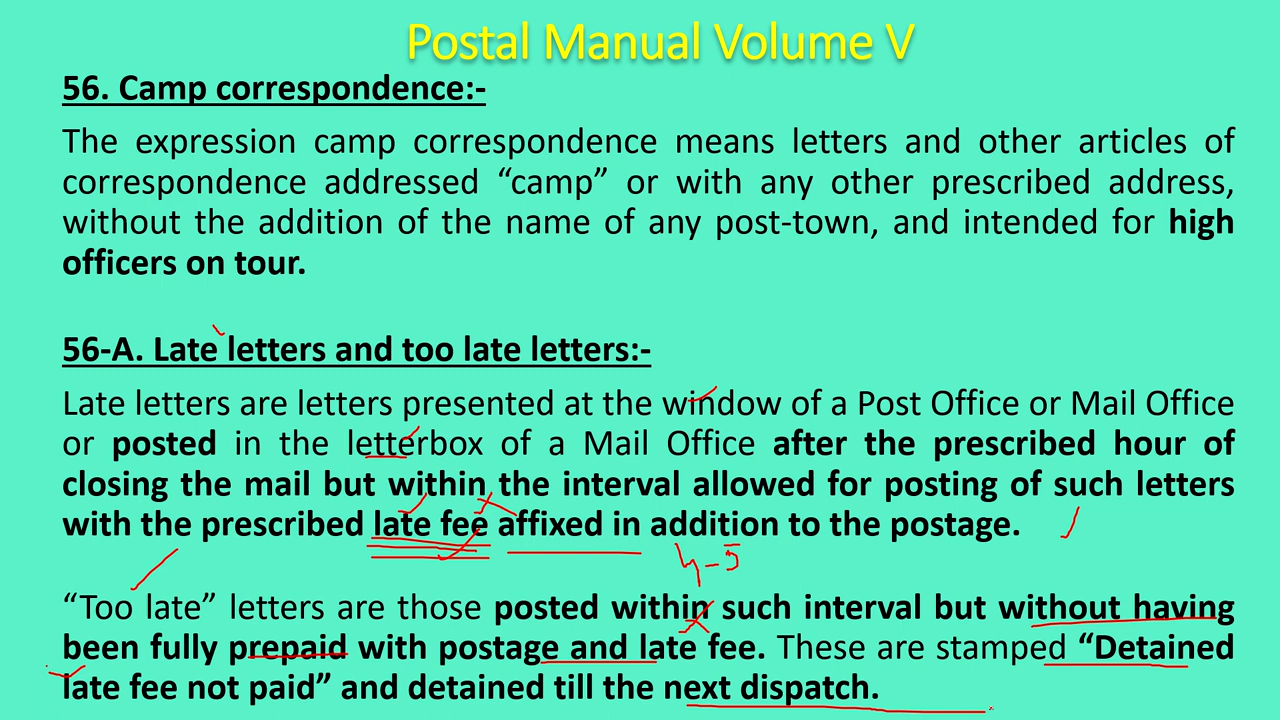 Postal Manual Volume V
56. Camp correspondence:-
The expression camp correspondence means letters and other articles of
correspondence addressed “camp” or with any other prescribed address,
without the addition of the name of any post-town, and intended for high
officers on tour.
56-A. Late letters and too late letters:-
Late letters are letters presented at the window of a Post Office or Mail Office
or posted in the letterbox of a Mail Office after the prescribed hour of
closing the mail but within the interval allowed for posting of such letters
with the prescribed late fee affixed in addition to the postage.
4-5
“Too late” letters are those posted within such interval but without having
been fully prepaid with postage and late fee. These are stamped “Detained
late fee not paid” and detained till the next dispatch.